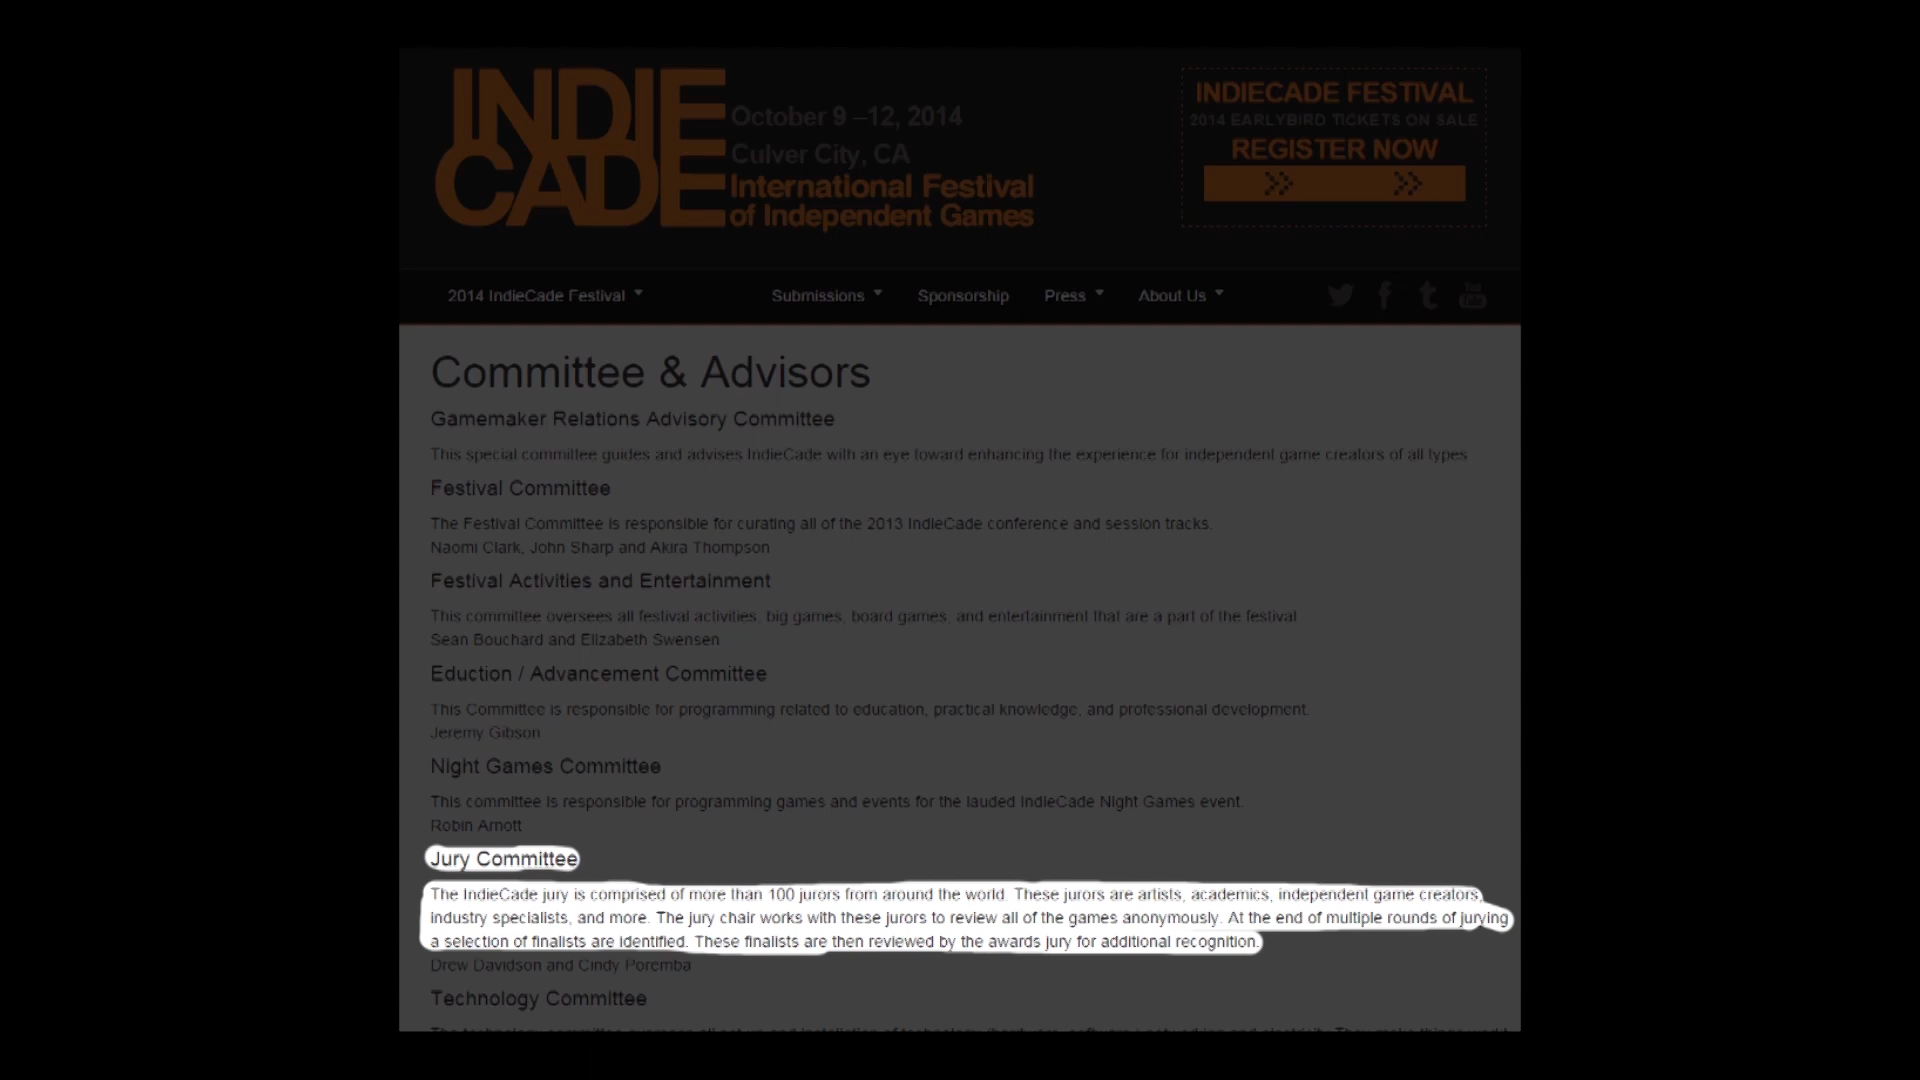 INDIE
CADE
October 9 –12, 2014
Culver City, CA
International Festival
of Independent Games
INDIECADE FESTIVAL
2014 EARLYBIRD TICKETS ON SALE
REGISTER NOW
2014 IndieCade Festival
Submissions
Sponsorship
Press
About Us
You
Tube
Committee & Advisors
Gamemaker Relations Advisory Committee
This special committee guides and advises IndieCade with an eye toward enhancing the experience for independent game creators of all types
Festival Committee
The Festival Committee is responsible for curating all of the 2013 IndieCade conference and session tracks.
Naomi Clark, John Sharp and Akira Thompson
Festival Activities and Entertainment
This committee oversees all festival activities, big games, board games, and entertainment that are a part of the festival
Sean Bouchard and Elizabeth Swensen
Eduction / Advancement Committee
This Committee is responsible for programming related to education, practical knowledge, and professional development.
Jeremy Gibson
Night Games Committee
This committee is responsible for programming games and events for the lauded IndieCade Night Games event.
Robin Arnott
Jury Committee
The IndieCade jury is comprised of more than 100 jurors from around the world. These jurors are artists, academics, independent game creators,
industry specialists, and more. The jury chair works with these jurors to review all of the games anonymously. At the end of multiple rounds of jurying
a selection of finalists are identified. These finalists are then reviewed by the awards jury for additional recognition.
Drew Davidson and Cindy Poremba
Technology Committee